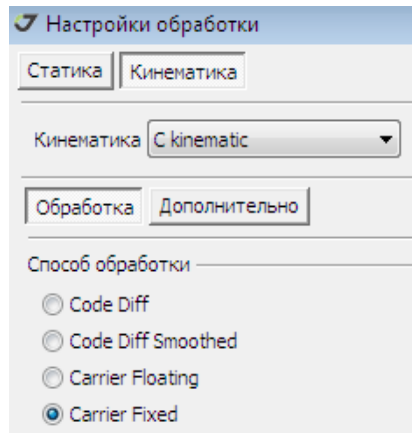 Настройки обработки
Статика Кинематика
Кинематика C kinematic
Обработка Дополнительно
Способ обработки
Code Diff
Code Diff Smoothed
Carrier Floating
Carrier Fixed